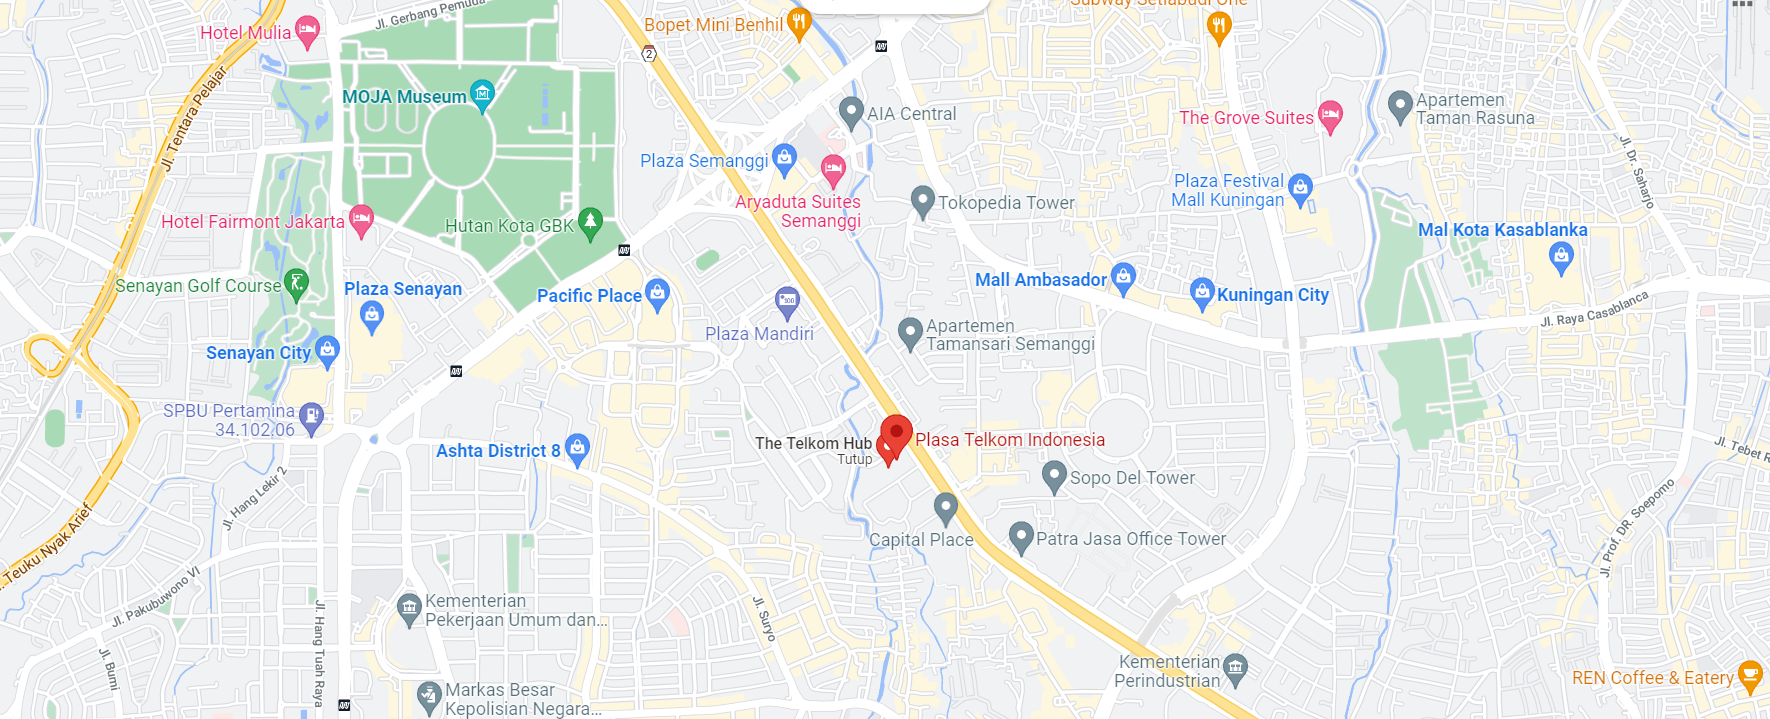 Jl. Gerbang Pemuda
Subway Setiabudi One
Hotel Mulia
Bopet Mini Benhil
2
Jl. Tentara Pelajar
MOJA Museum
AIA Central
The Grove Suites
Apartemen
Taman Rasuna
Jl. Dr. Saharjo
Plaza Semanggi
Aryaduta Suites
Semanggi
Tokopedia Tower
Plaza Festival
Mall Kuningan
Hotel Fairmont Jakarta
Hutan Kota GBK
Mal Kota Kasablanka
Senayan Golf Course
Plaza Senayan
Pacific Place
Mall Ambasador
Kuningan City
Jl. Raya Casablanca
Plaza Mandiri
Apartemen
Tamansari Semanggi
Senayan City
SPBU Pertamina
34.102.06
Ashta District 8
The Telkom Hub
Tutup
Plasa Telkom Indonesia
Jl. Tebet R
Sopo Del Tower
Jl. Hang Lekir 2
Capital Place
Patra Jasa Office Tower
Jl. Prof. DR. Soepomo
Teuku Nyak Arief
Jl. Pakubuwono VI
Jl. Hang Tuah Raya
Kementerian
Pekerjaan Umum dan...
Jl. Suryo
Jl. Bumi
Kementerian
Perindustrian
REN Coffee & Eatery
Markas Besar
Kepolisian Negara...